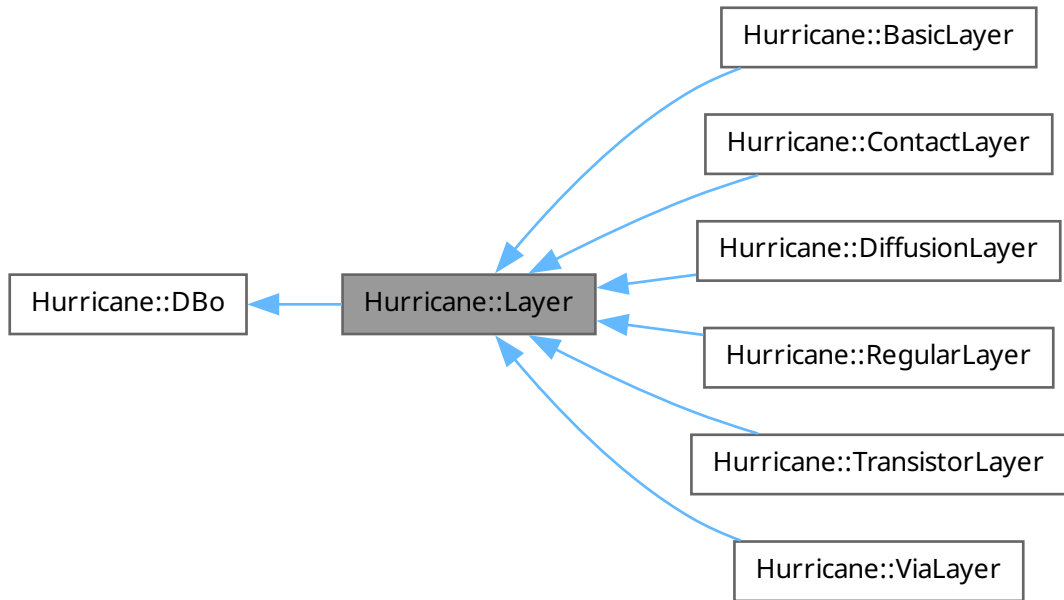 Hurricane::BasicLayer
Hurricane::ContactLayer
Hurricane::DiffusionLayer
Hurricane::DBo
Hurricane::Layer
Hurricane::RegularLayer
Hurricane::TransistorLayer
Hurricane::ViaLayer